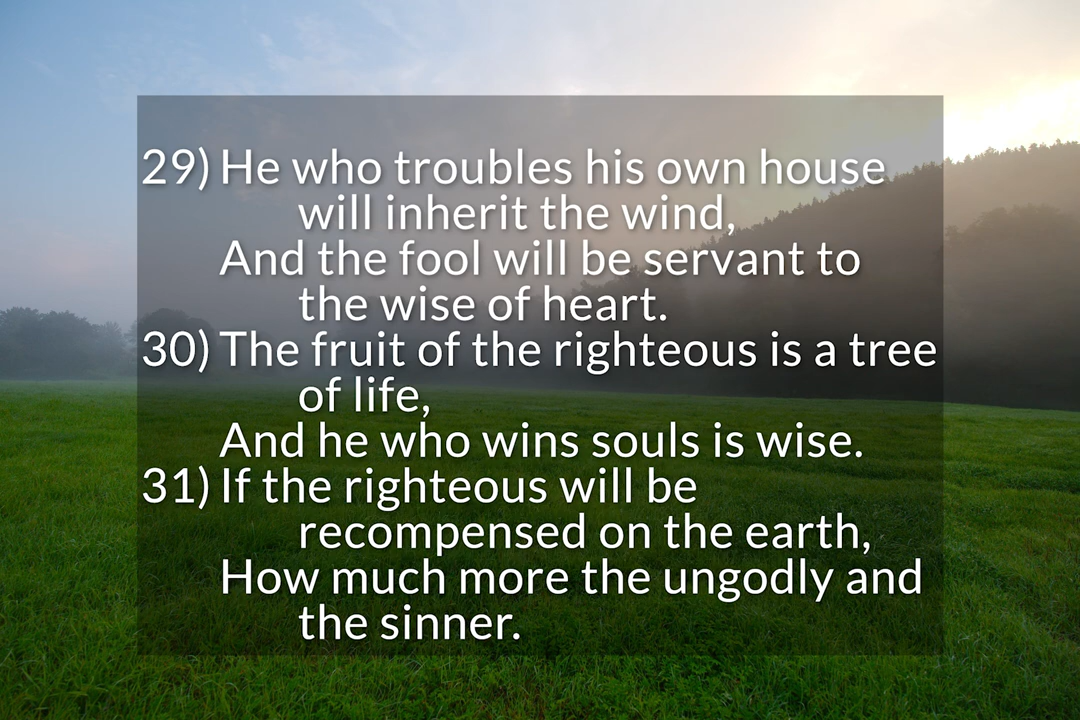 29) He who troubles his own house
will inherit the wind,
And the fool will be servant to
the wise of heart.
30) The fruit of the righteous is a tree
of life,
And he who wins souls is wise.
31) If the righteous will be
recompensed on the earth,
How much more the ungodly and
the sinner.